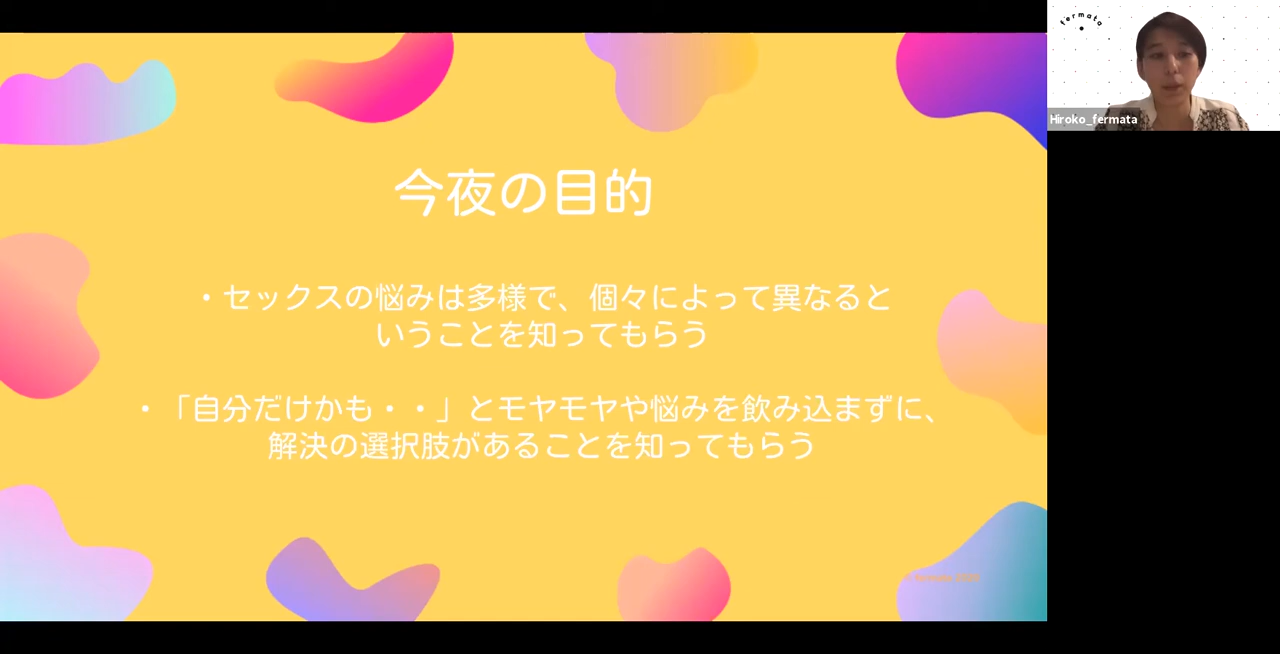 fermata
Hiroko_fermata
今夜の目的
・セックスの悩みは多様で、個々によって異なると
いうことを知ってもらう
・「自分だけかも・・」とモヤモヤや悩みを飲み込まずに、
解決の選択肢があることを知ってもらう